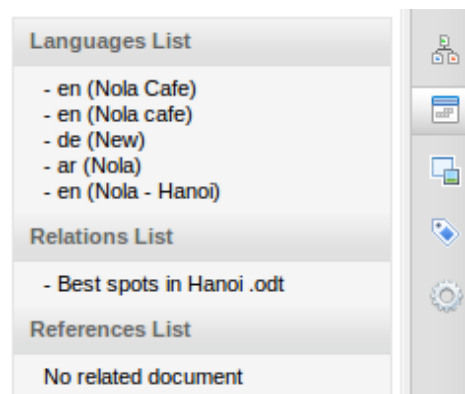 Languages List
- en (Nola Cafe)
- en (Nola cafe)
- de (New)
- ar (Nola)
- en (Nola - Hanoi)
Relations List
- Best spots in Hanoi .odt
References List
No related document